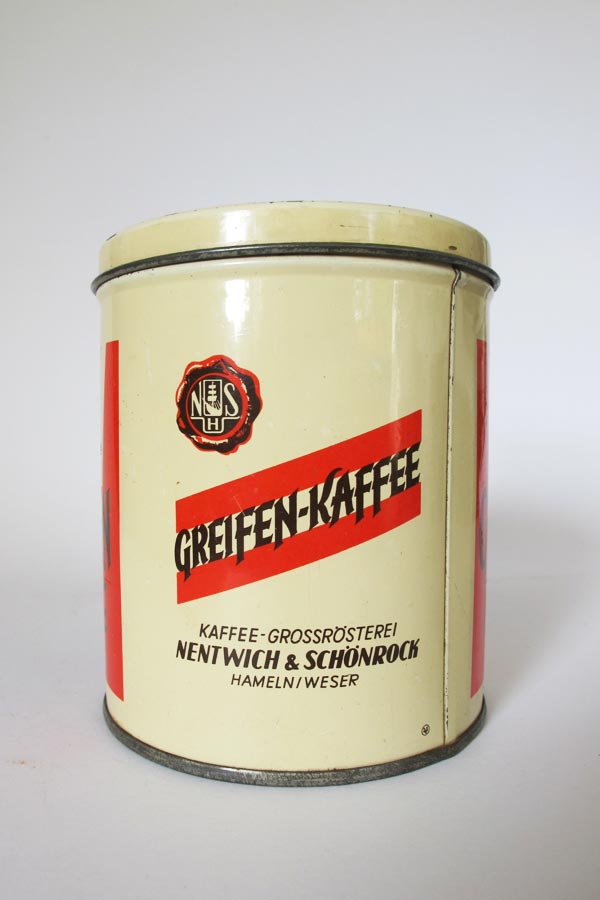 N S
H
GREIFEN-KAFFEE
KAFFEE-GROSSRÖSTEREI
NENTWICH & SCHÖNROCK
HAMELN/WESER